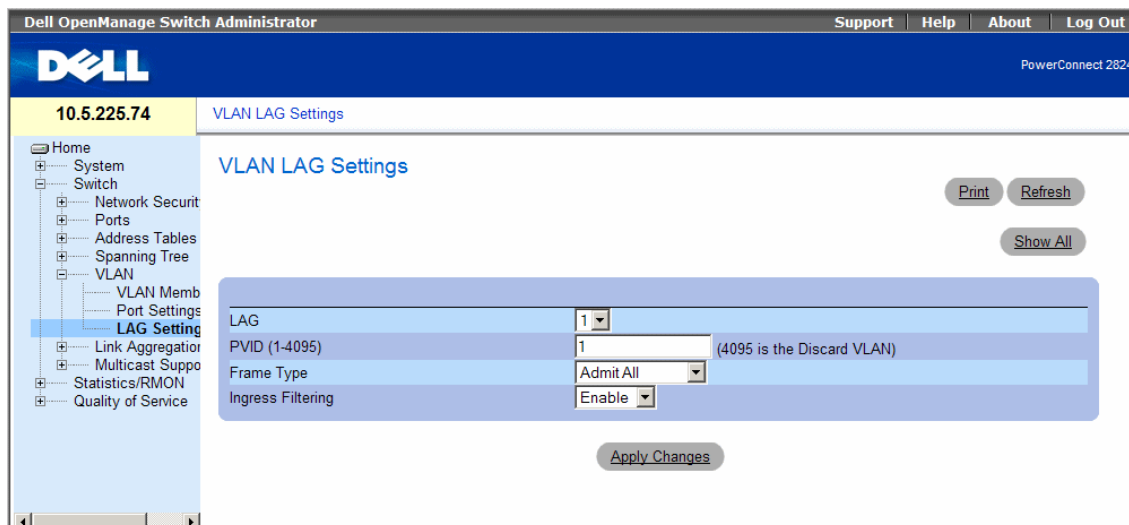 Dell OpenManage Switch Administrator Support Help About Log Out
DELL
PowerConnect 2824
10.5.225.74
VLAN LAG Settings
Home
System
Switch
Network Securit
Ports
Address Tables
Spanning Tree
VLAN
VLAN Memb
Port Settings
LAG Setting
Link Aggregation
Multicast Suppo
Statistics/RMON
Quality of Service
VLAN LAG Settings
Print Refresh
Show All
LAG 1
PVID (1-4095) 1 (4095 is the Discard VLAN)
Frame Type Admit All
Ingress Filtering Enable
Apply Changes